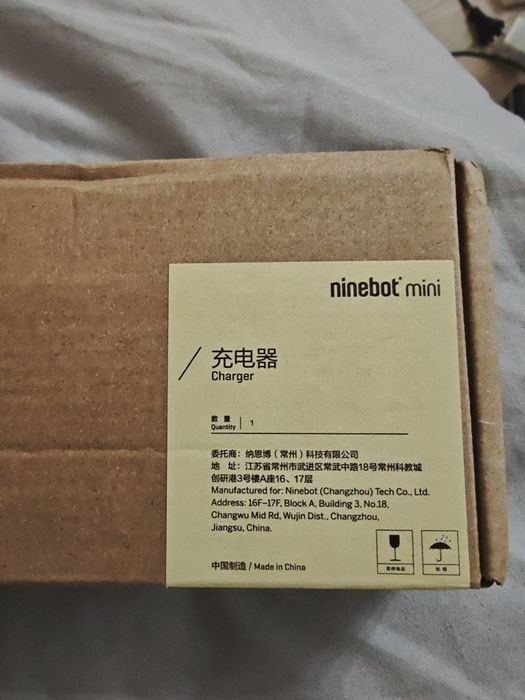 ninebot mini
充电器
Charger
数 量
Quantity
1
委托商：纳恩博（常州）科技有限公司
地 址：江苏省常州市武进区常武中路18号常州科教城
创研港3号楼A座16、17层
Manufactured for: Ninebot (Changzhou) Tech Co., Ltd.
Address: 16F-17F, Block A, Building 3, No.18,
Changwu Mid Rd, Wujin Dist., Changzhou,
Jiangsu, China.
中国制造 / Made in China